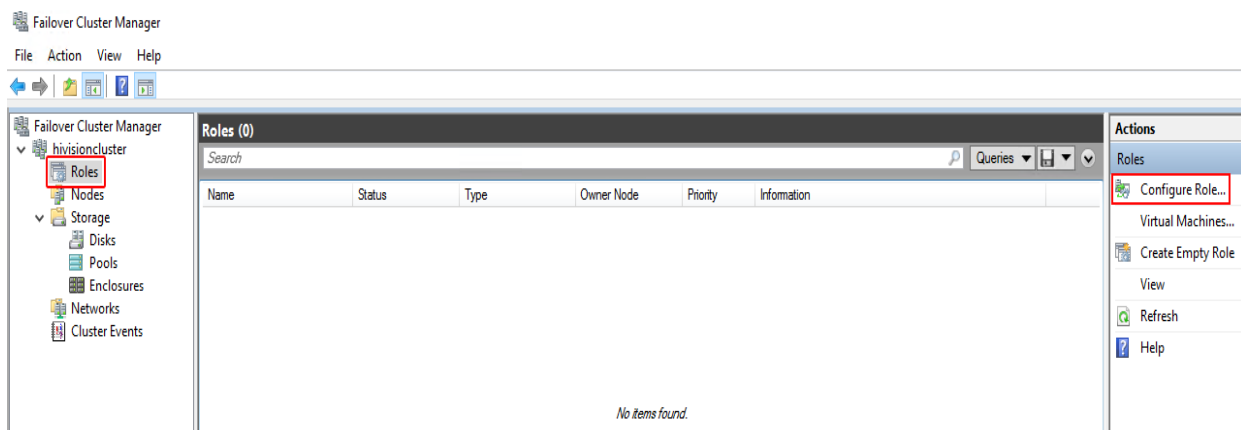 Failover Cluster Manager
File Action View Help
Failover Cluster Manager
hivisioncluster
Roles
Nodes
Storage
Disks
Pools
Enclosures
Networks
Cluster Events
Roles (0)
Search
Queries
Name Status Type Owner Node Priority Information
No items found.
Actions
Roles
Configure Role...
Virtual Machines...
Create Empty Role
View
Refresh
Help